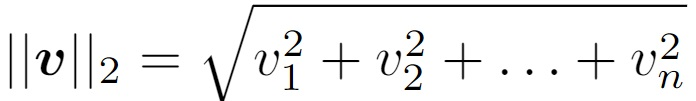 ||v||₂ = √(v₁² + v₂² + … + vₙ²)